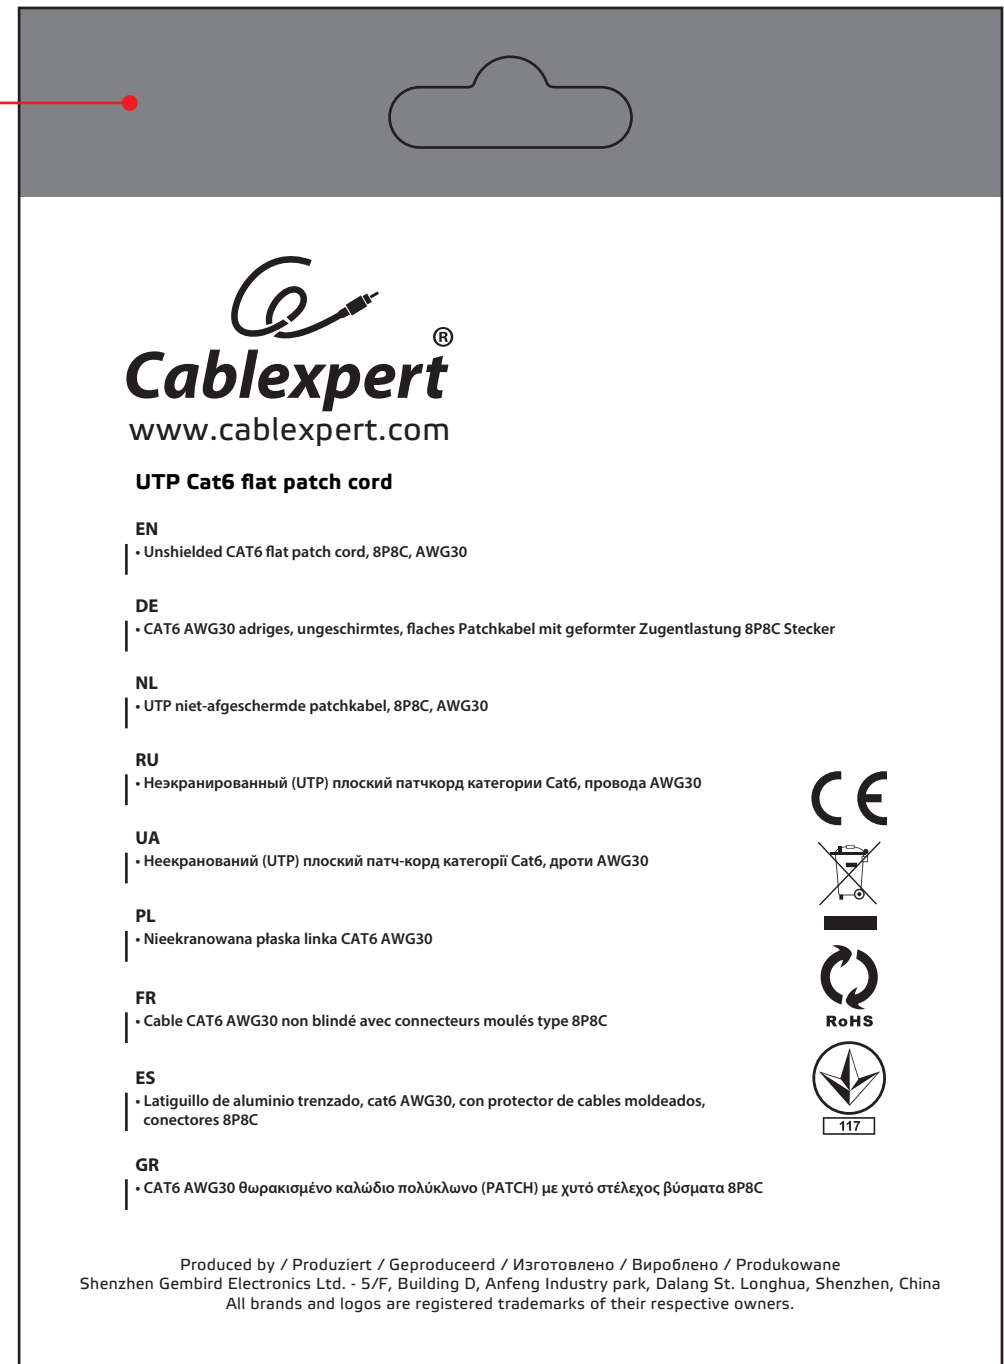 Cablexpert®
www.cablexpert.com
UTP Cat6 flat patch cord
EN
• Unshielded CAT6 flat patch cord, 8P8C, AWG30
DE
• CAT6 AWG30 adriges, ungeschirmtes, flaches Patchkabel mit geformter Zugentlastung 8P8C Stecker
NL
• UTP niet-afgeschermde patchkabel, 8P8C, AWG30
RU
• Неэкранированный (UTP) плоский патчкорд категории Cat6, провода AWG30
UA
• Неекранований (UTP) плоский патч-корд категорії Cat6, дроти AWG30
PL
• Nieekranowana płaska linka CAT6 AWG30
FR
• Cable CAT6 AWG30 non blindé avec connecteurs moulés type 8P8C
ES
• Latiguillo de aluminio trenzado, cat6 AWG30, con protector de cables moldeados,
conectores 8P8C
GR
• CAT6 AWG30 θωρακισμένο καλώδιο πολύκλωνο (PATCH) με χυτό στέλεχος βύσματα 8P8C
CE
RoHS
117
Produced by / Produziert / Geproduceerd / Изготовлено / Вироблено / Produkowane
Shenzhen Gembird Electronics Ltd. - 5/F, Building D, Anfeng Industry park, Dalang St. Longhua, Shenzhen, China
All brands and logos are registered trademarks of their respective owners.